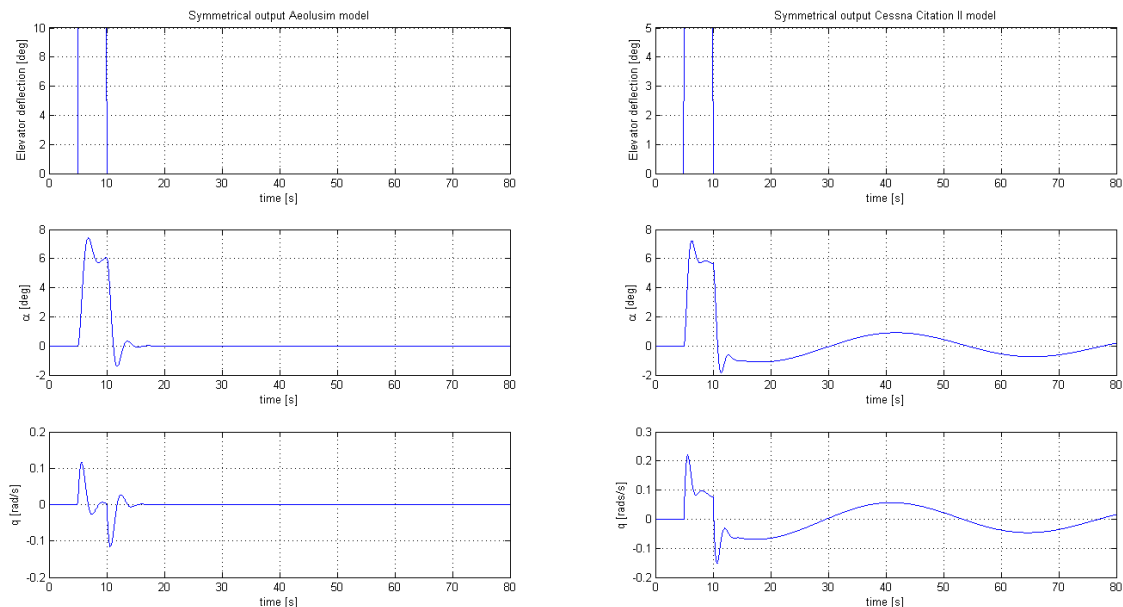 Symmetrical output Aeolusim model
Elevator deflection [deg]
10
8
6
4
2
0
0 10 20 30 40 50 60 70 80
time [s]
α [deg]
8
6
4
2
0
-2
0 10 20 30 40 50 60 70 80
time [s]
q [rad/s]
0.2
0.1
0
-0.1
-0.2
0 10 20 30 40 50 60 70 80
time [s]
Symmetrical output Cessna Citation II model
Elevator deflection [deg]
5
4
3
2
1
0
0 10 20 30 40 50 60 70 80
time [s]
α [deg]
8
6
4
2
0
-2
0 10 20 30 40 50 60 70 80
time [s]
q [rads/s]
0.3
0.2
0.1
0
-0.1
-0.2
0 10 20 30 40 50 60 70 80
time [s]